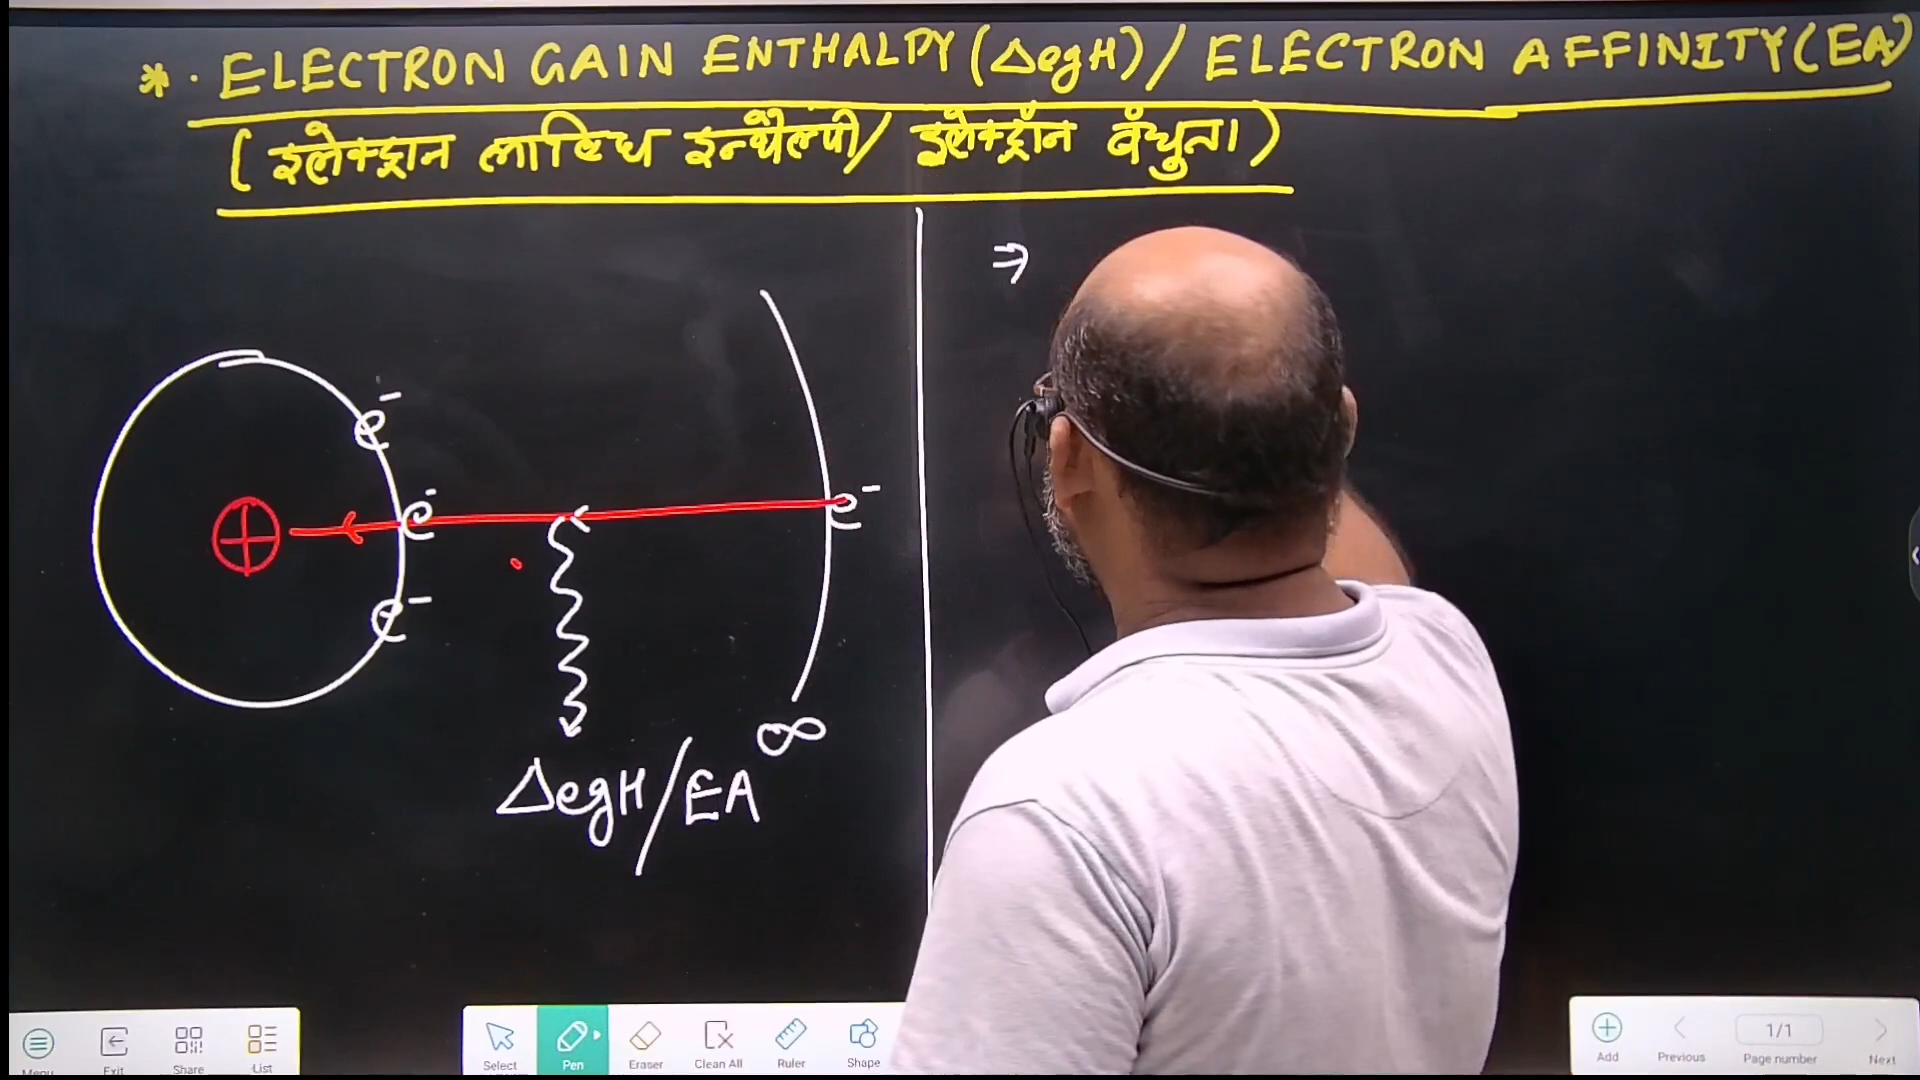 * . ELECTRON GAIN ENTHALPY (ΔegH) / ELECTRON AFFINITY (EA)
( इलेक्ट्रान लाब्धि इन्थैल्पी / इलेक्ट्रॉन बंधुता )
⇒
e⁻
e⁻
e⁻
e⁻
∞
ΔegH/EA
Menu
Exit
Share
List
Select
Pen
Eraser
Clean All
Ruler
Shape
Add
Previous
1/1
Page number
Next